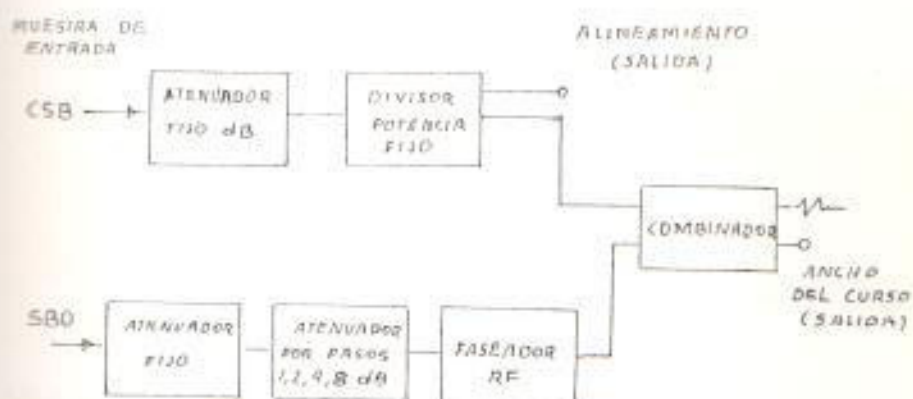 MUESTRA DE
ENTRADA
ALINEAMIENTO
(SALIDA)
CSB
ATENUADOR
FIJO dB
DIVISOR
POTENCIA
FIJO
COMBINADOR
ANCHO
DEL CURSO
(SALIDA)
SBO
ATENUADOR
FIJO
ATENUADOR
POR PASOS
1,2,4,8 dB
FASEADOR
RF